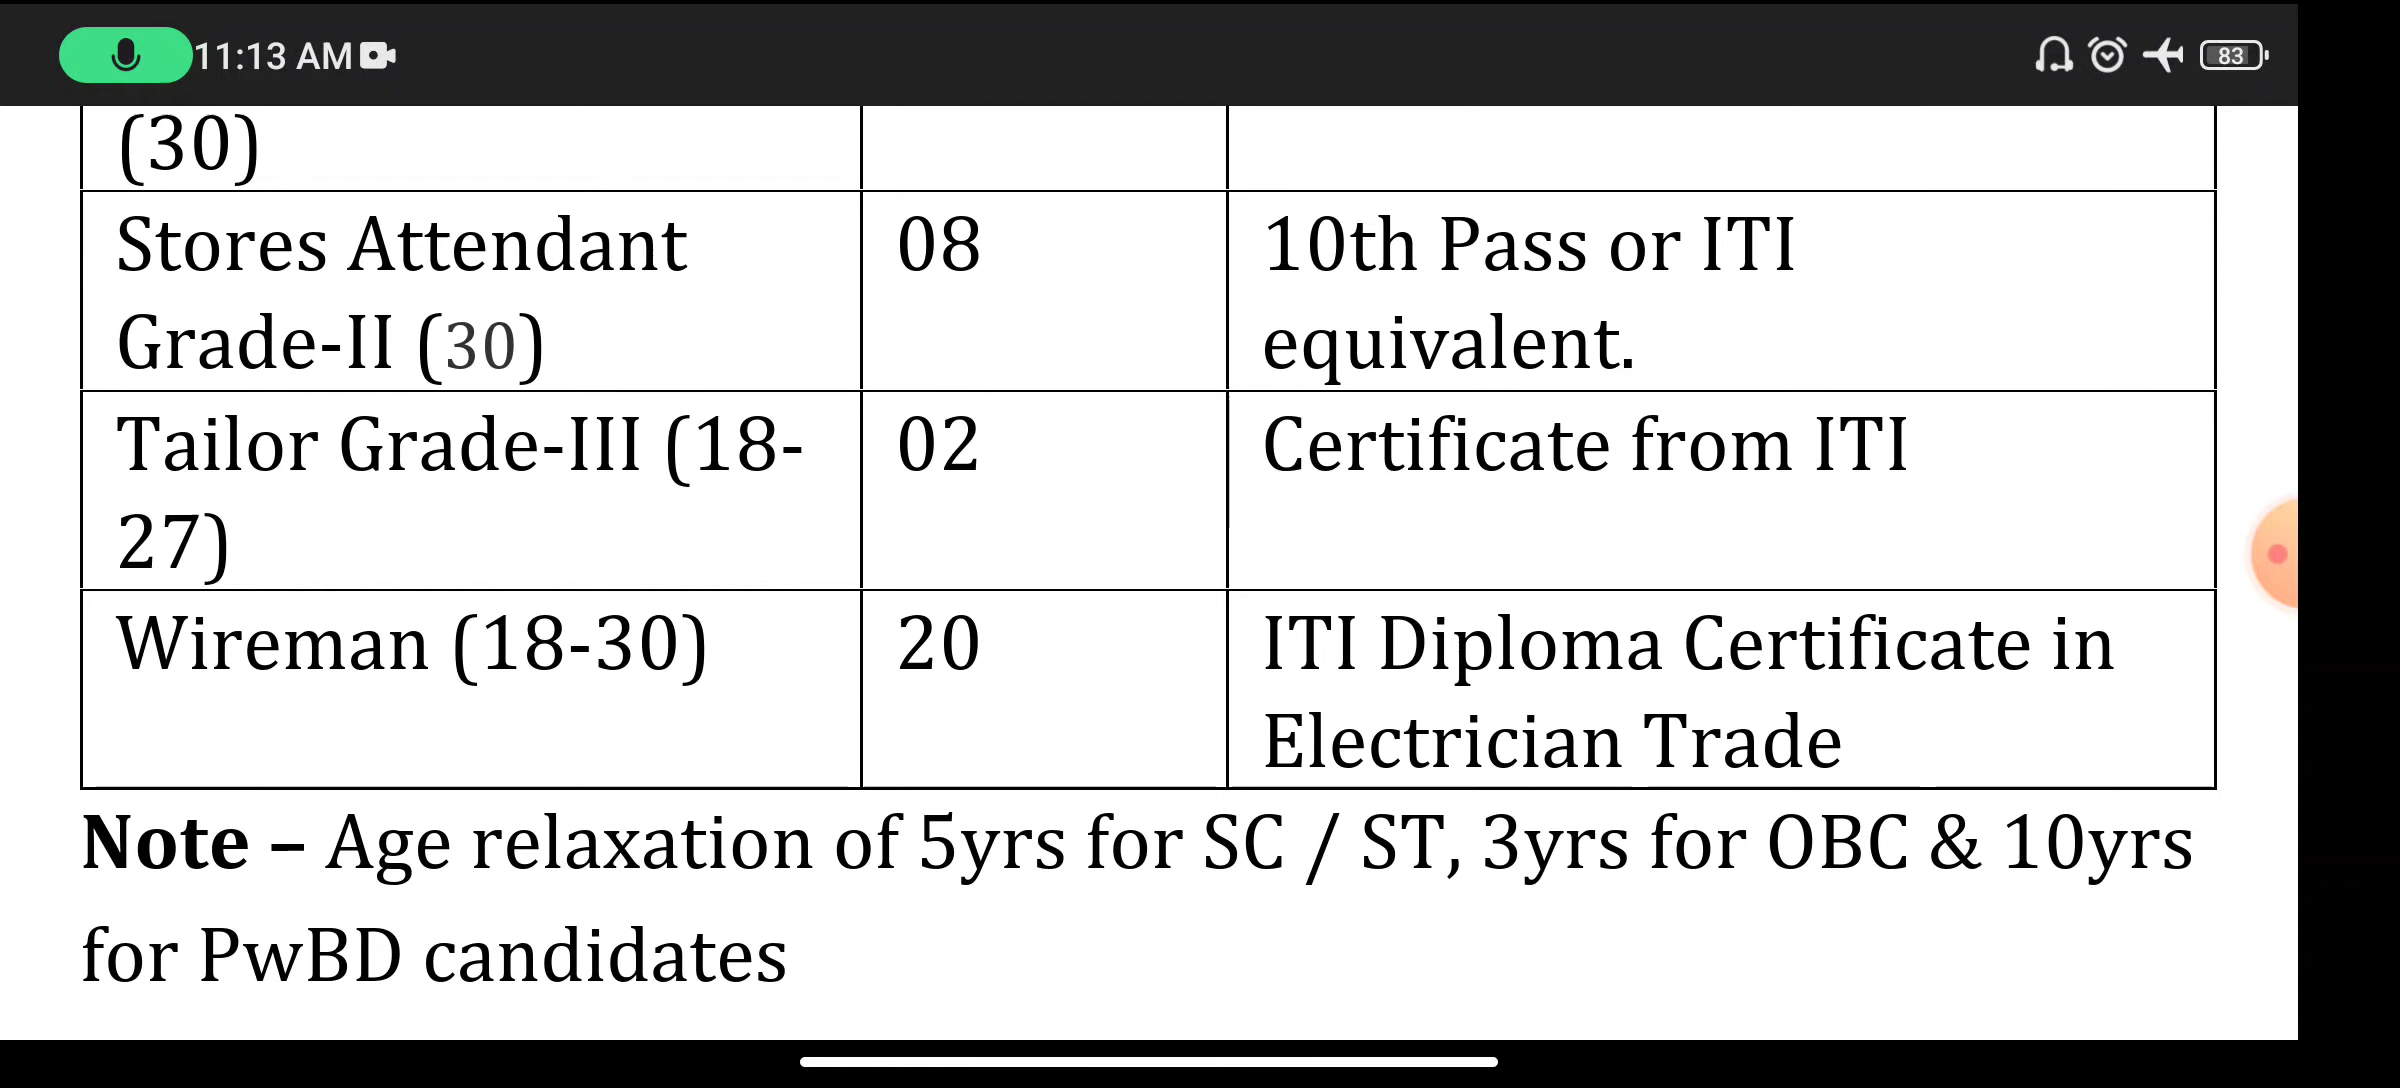 11:13 AM
83
(30)
Stores Attendant
Grade-II (30)
08
10th Pass or ITI
equivalent.
Tailor Grade-III (18-
27)
02
Certificate from ITI
Wireman (18-30)
20
ITI Diploma Certificate in
Electrician Trade
Note – Age relaxation of 5yrs for SC / ST, 3yrs for OBC & 10yrs
for PwBD candidates